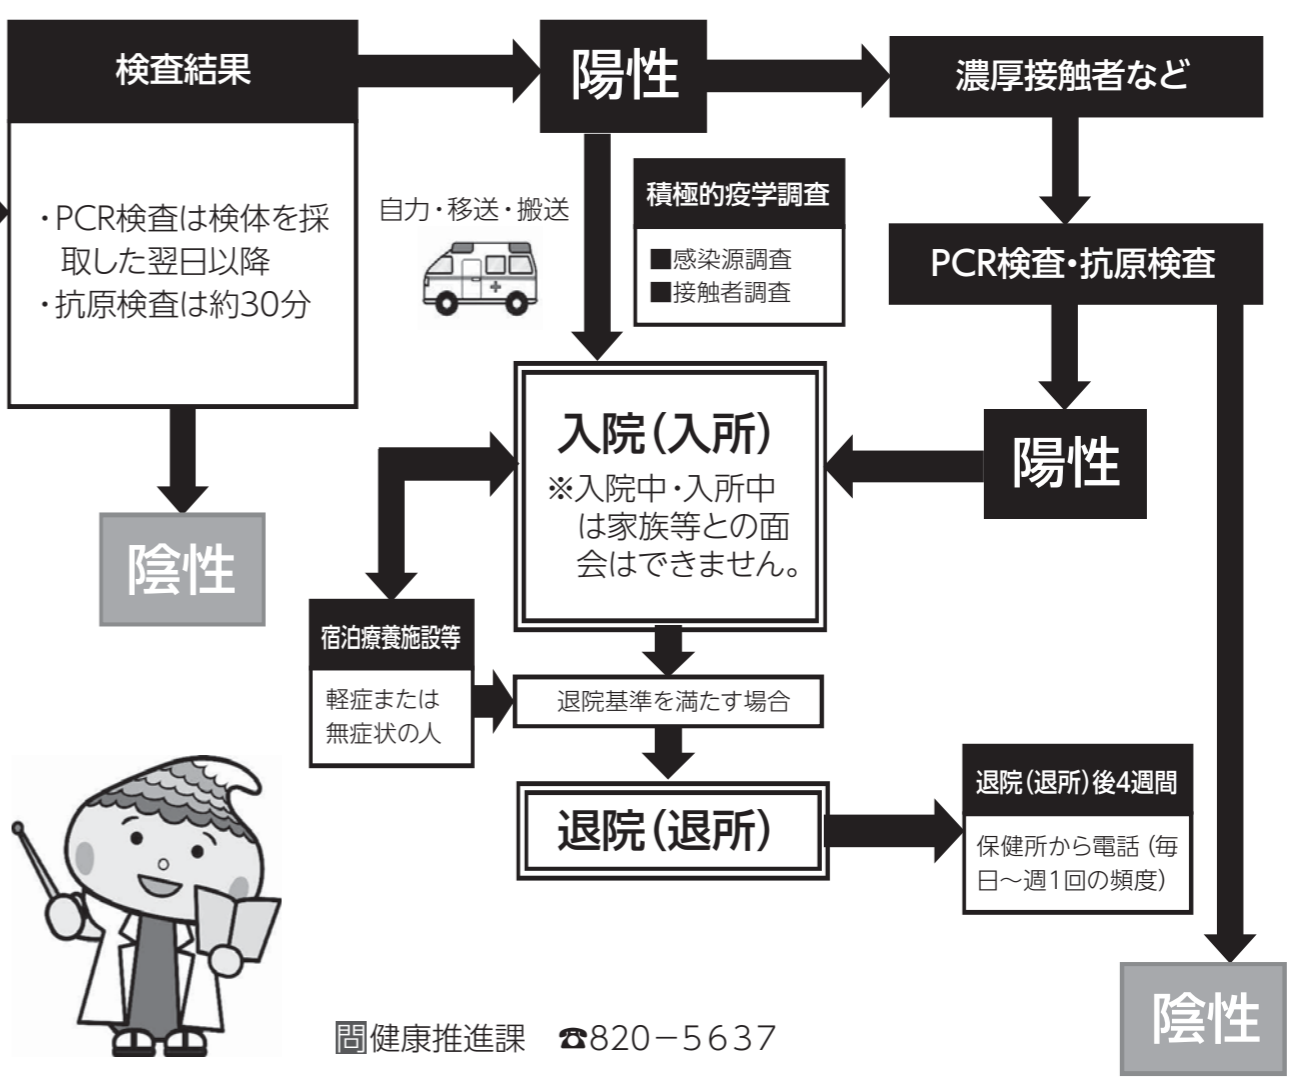 検査結果
・PCR検査は検体を採
取した翌日以降
・抗原検査は約30分
陰性
陽性
自力・移送・搬送
積極的疫学調査
■感染源調査
■接触者調査
濃厚接触者など
PCR検査・抗原検査
陽性
入院（入所）
※入院中・入所中
は家族等との面
会はできません。
宿泊療養施設等
軽症または
無症状の人
退院基準を満たす場合
退院（退所）
退院（退所）後4週間
保健所から電話（毎
日～週1回の頻度）
陰性
問健康推進課　☎820－5637